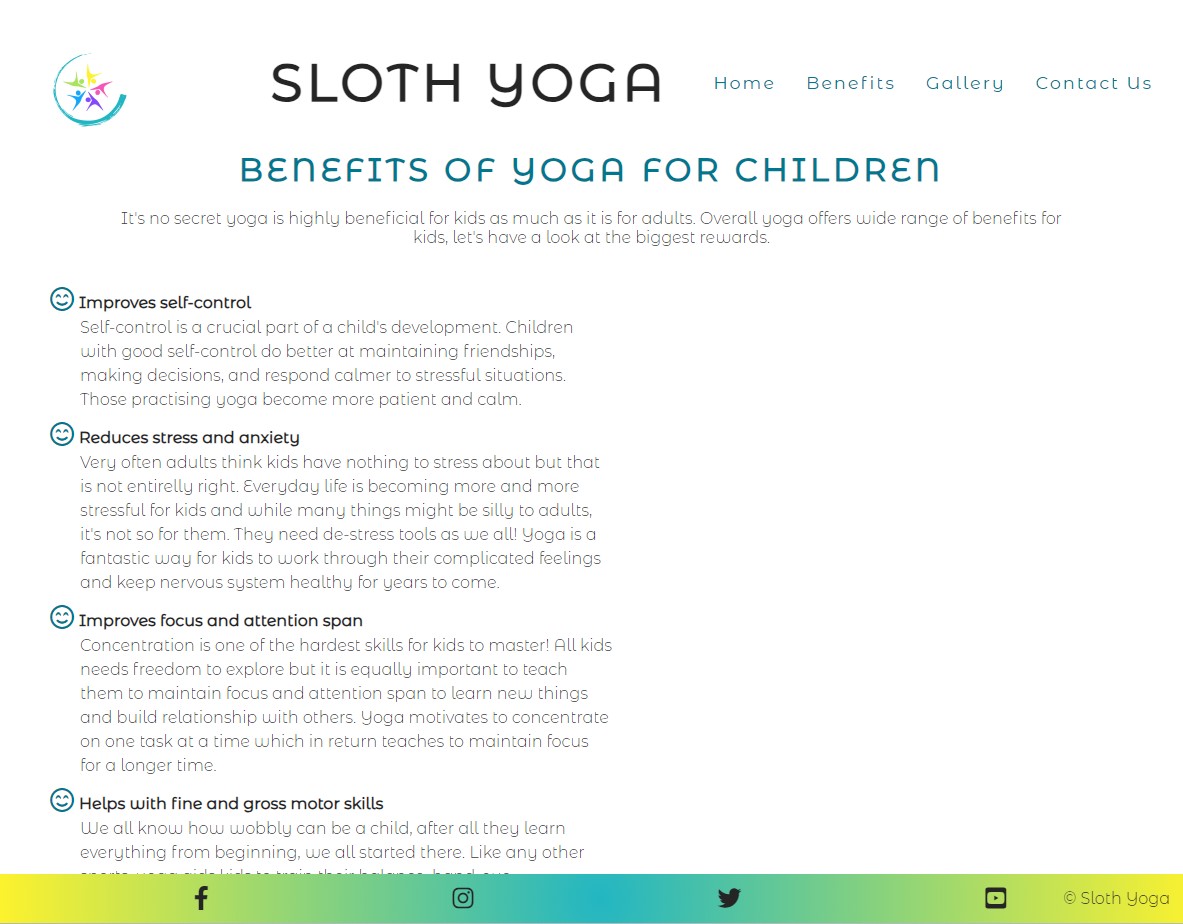 SLOTH YOGA
Home Benefits Gallery Contact Us
BENEFITS OF YOGA FOR CHILDREN
It's no secret yoga is highly beneficial for kids as much as it is for adults. Overall yoga offers wide range of benefits for
kids, let's have a look at the biggest rewards.
Improves self-control
Self-control is a crucial part of a child's development. Children
with good self-control do better at maintaining friendships,
making decisions, and respond calmer to stressful situations.
Those practising yoga become more patient and calm.
Reduces stress and anxiety
Very often adults think kids have nothing to stress about but that
is not entirelly right. Everyday life is becoming more and more
stressful for kids and while many things might be silly to adults,
it's not so for them. They need de-stress tools as we all! Yoga is a
fantastic way for kids to work through their complicated feelings
and keep nervous system healthy for years to come.
Improves focus and attention span
Concentration is one of the hardest skills for kids to master! All kids
needs freedom to explore but it is equally important to teach
them to maintain focus and attention span to learn new things
and build relationship with others. Yoga motivates to concentrate
on one task at a time which in return teaches to maintain focus
for a longer time.
Helps with fine and gross motor skills
We all know how wobbly can be a child, after all they learn
everything from beginning, we all started there. Like any other
© Sloth Yoga